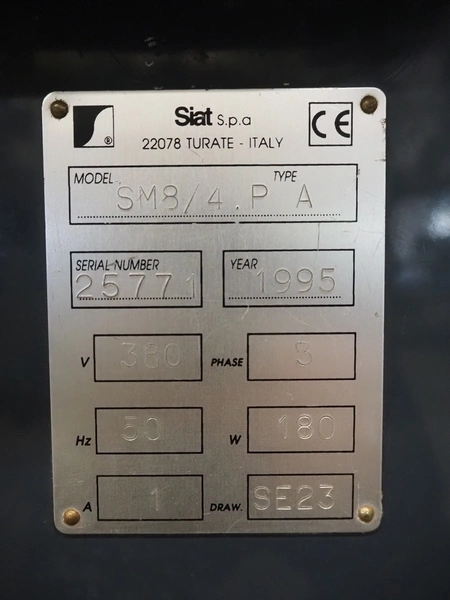 Siat S.p.a
22078 TURATE - ITALY
CE
®
MODEL TYPE
SM8/4.P A
SERIAL NUMBER YEAR
25771 1995
V 380 PHASE 3
Hz 50 W 180
A 1 DRAW. SE23